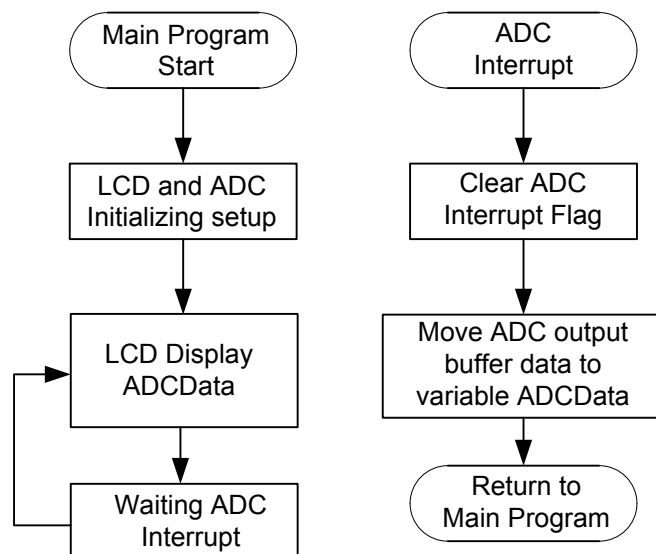 Main Program
Start
LCD and ADC
Initializing setup
LCD Display
ADCData
Waiting ADC
Interrupt
ADC
Interrupt
Clear ADC
Interrupt Flag
Move ADC output
buffer data to
variable ADCData
Return to
Main Program